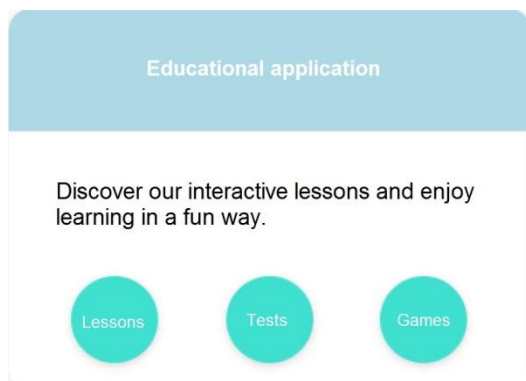 Educational application
Discover our interactive lessons and enjoy
learning in a fun way.
Lessons
Tests
Games